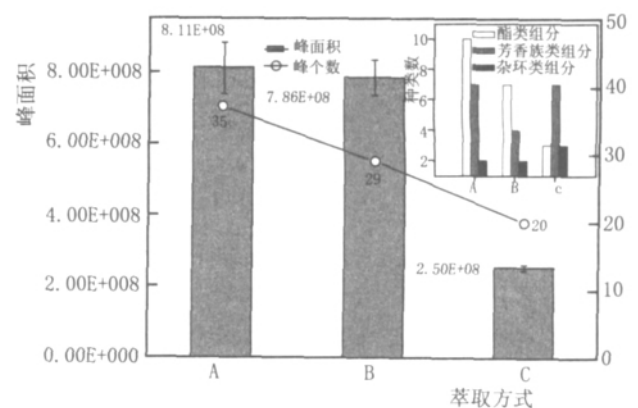 8.11E+08
峰面积
峰个数
7.86E+08
35
29
20
2.50E+08
峰面积
8.00E+008
6.00E+008
4.00E+008
2.00E+008
0.00E+000
50
40
30
20
10
0
A
B
C
萃取方式
酯类组分
芳香族类组分
杂环类组分
种类数
10
8
6
4
2
A
B
c